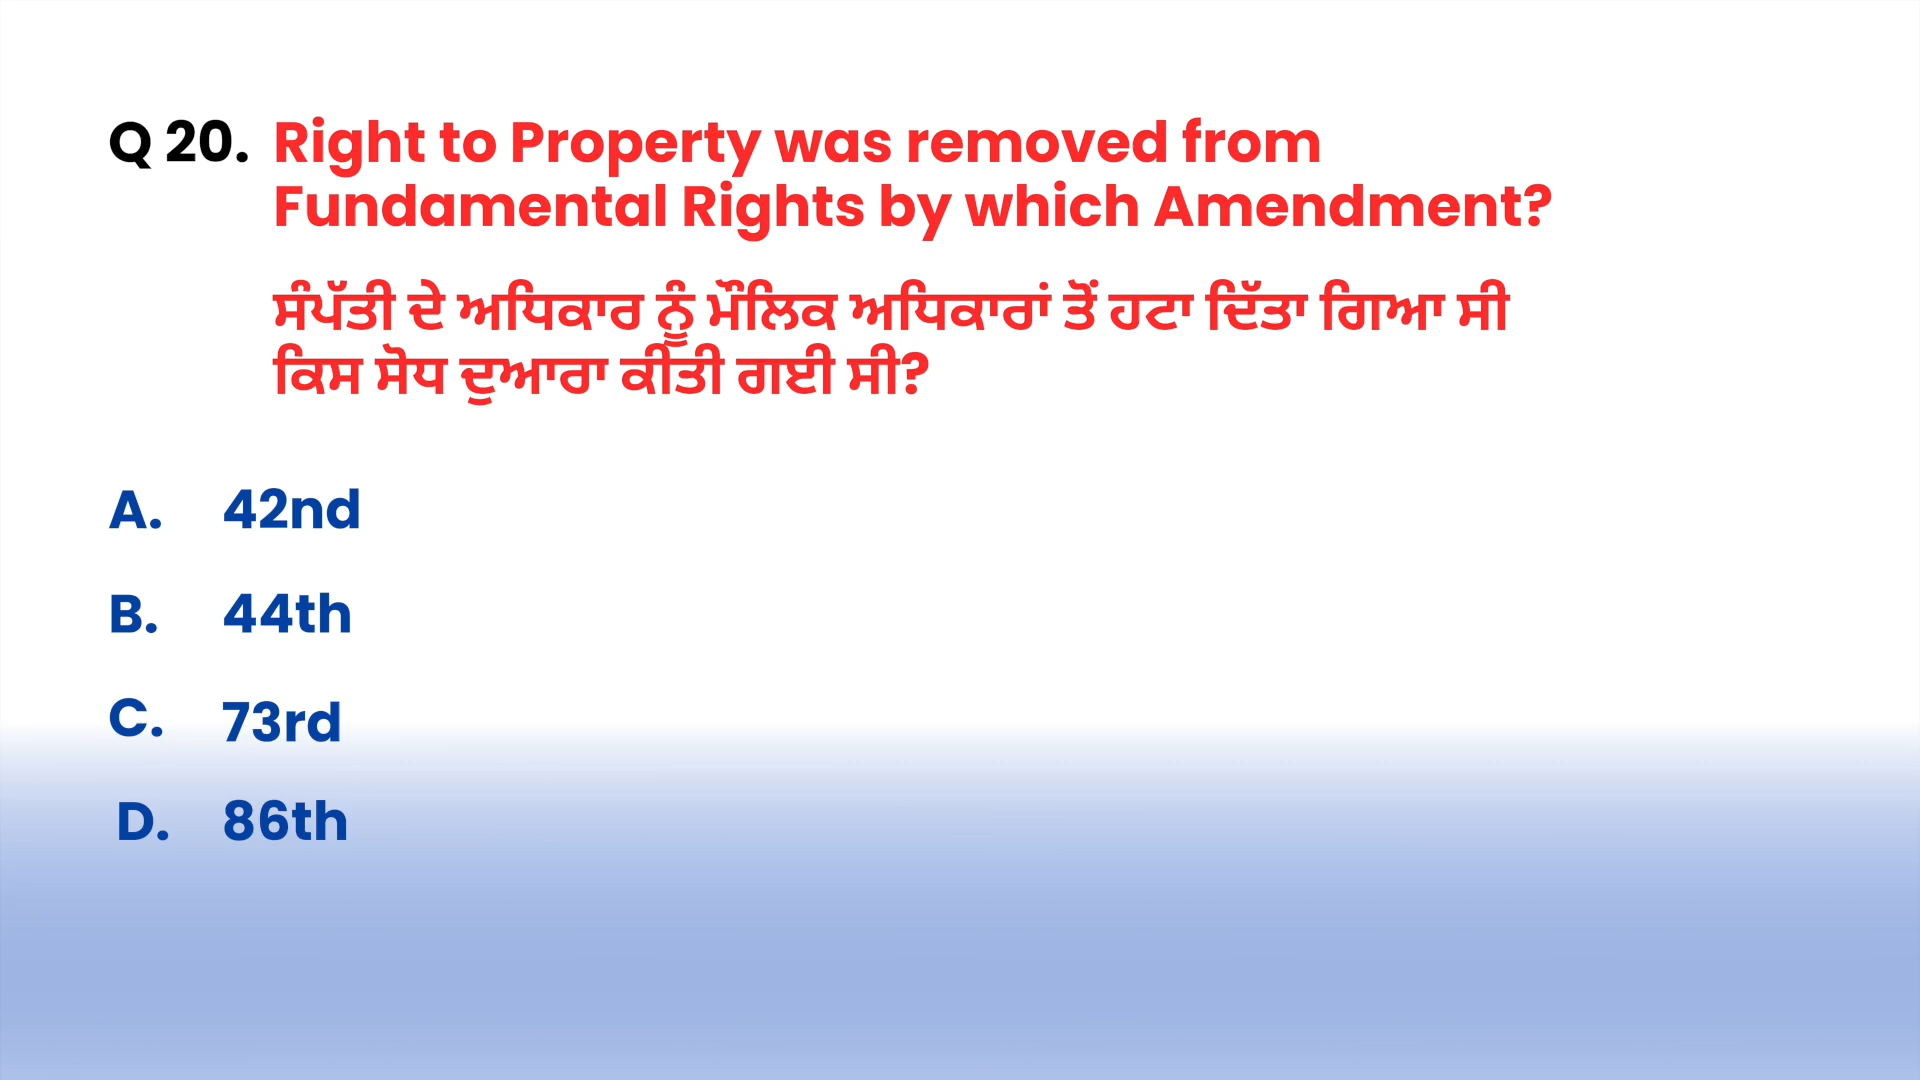 Q 20. Right to Property was removed from
Fundamental Rights by which Amendment?
ਸੰਪੱਤੀ ਦੇ ਅਧਿਕਾਰ ਨੂੰ ਮੌਲਿਕ ਅਧਿਕਾਰਾਂ ਤੋਂ ਹਟਾ ਦਿੱਤਾ ਗਿਆ ਸੀ
ਕਿਸ ਸੋਧ ਦੁਆਰਾ ਕੀਤੀ ਗਈ ਸੀ?
A. 42nd
B. 44th
C. 73rd
D. 86th